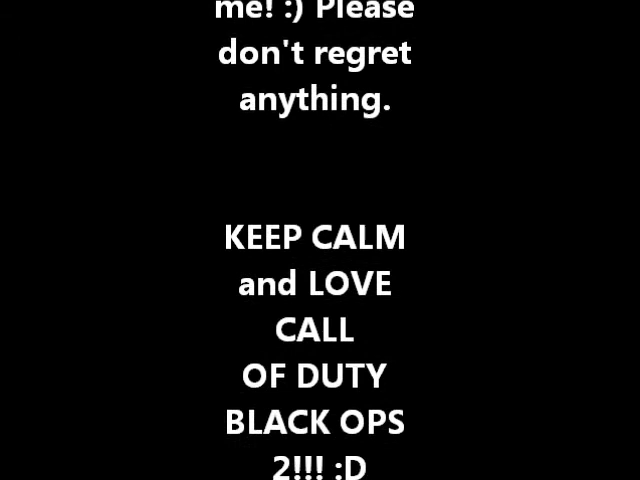 me! :) Please
don't regret
anything.
KEEP CALM
and LOVE
CALL
OF DUTY
BLACK OPS
2!!! :D